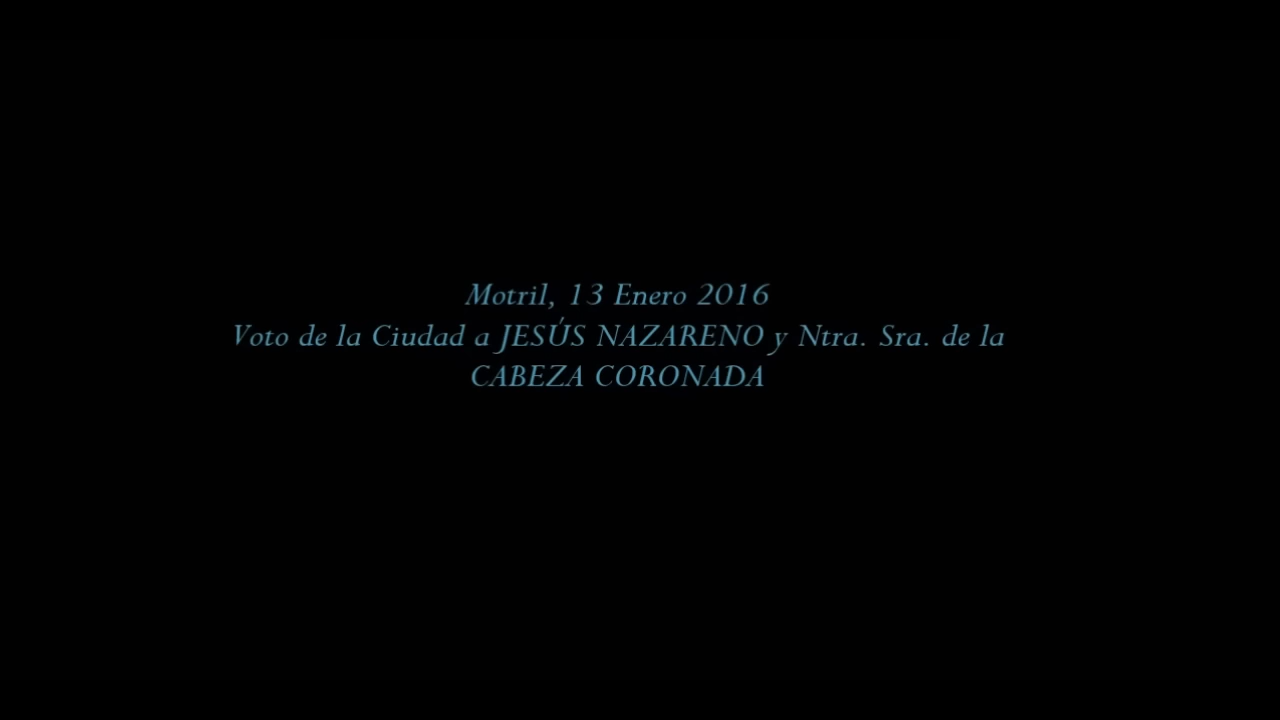 Motril, 13 Enero 2016
Voto de la Ciudad a JESÚS NAZARENO y Ntra. Sra. de la
CABEZA CORONADA